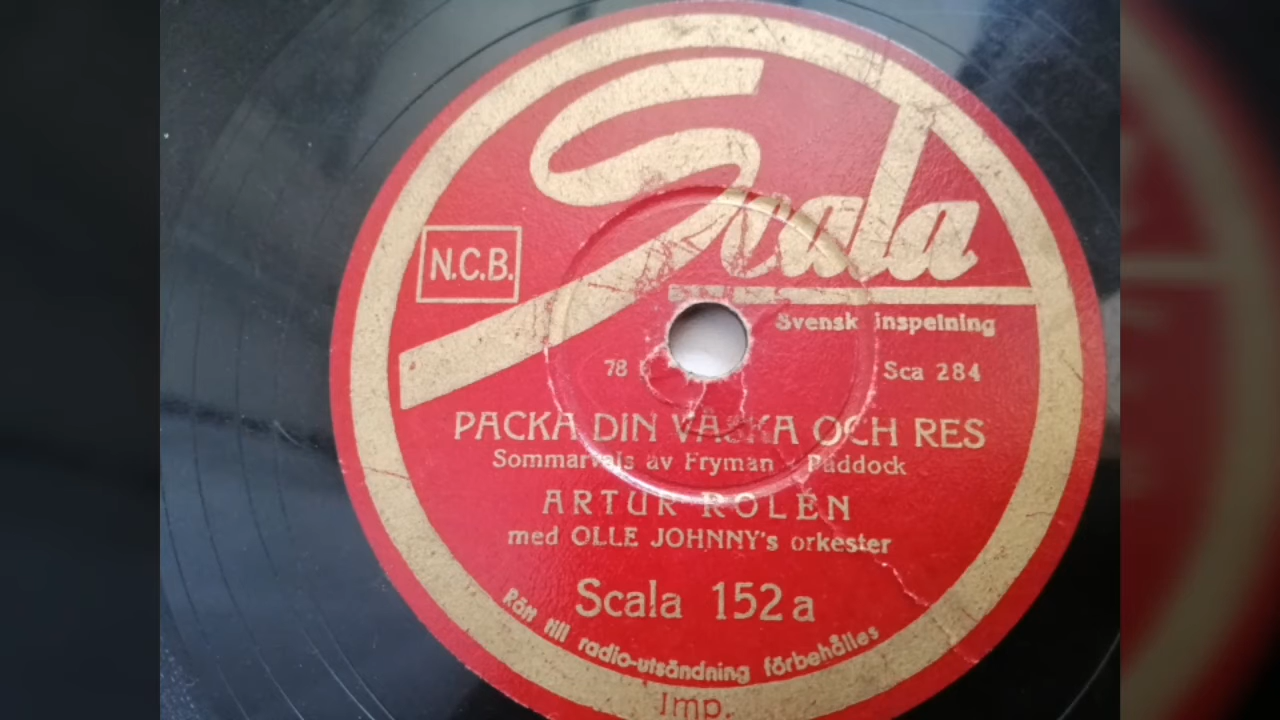 Scala
N.C.B.
Svensk inspelning
78
Sca 284
PACKA DIN VÄSKA OCH RES
Sommarvals av Fryman - Paddock
ARTUR ROLÉN
med OLLE JOHNNY's orkester
Scala 152 a
Rätt till radio-utsändning förbehålles
Imp.